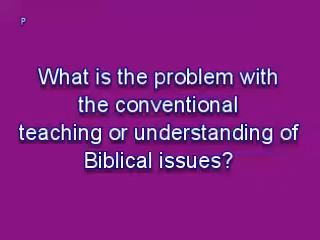 P
What is the problem with
the conventional
teaching or understanding of
Biblical issues?